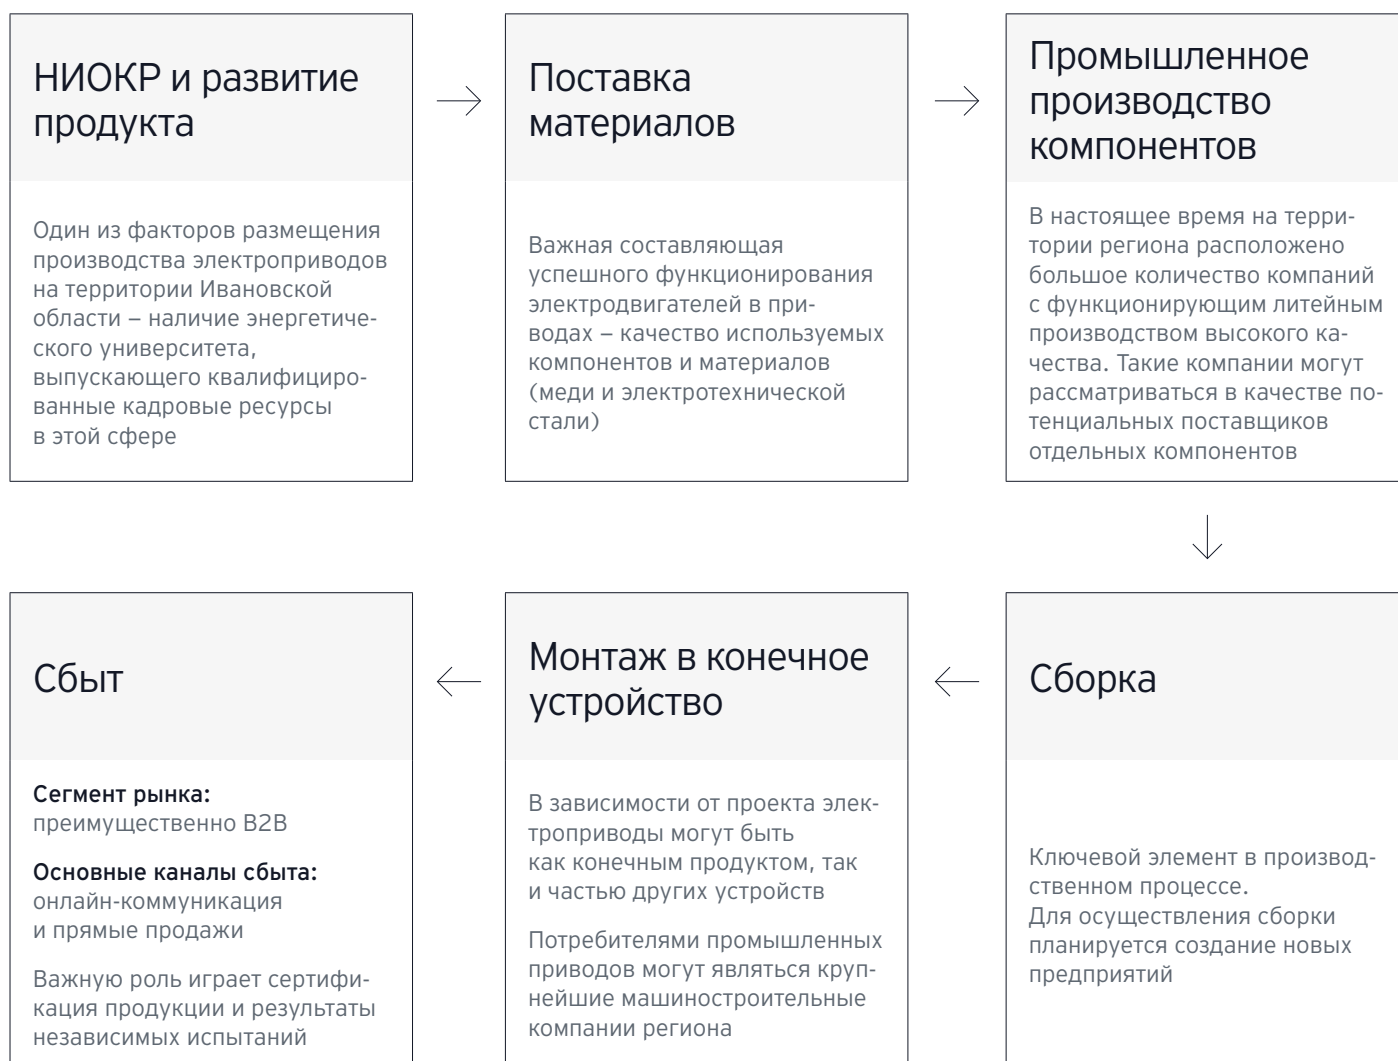 НИОКР и развитие
продукта
Один из факторов размещения
производства электроприводов
на территории Ивановской
области – наличие энергетиче-
ского университета,
выпускающего квалифициро-
ванные кадровые ресурсы
в этой сфере
Поставка
материалов
Важная составляющая
успешного функционирования
электродвигателей в при-
водах – качество используемых
компонентов и материалов
(меди и электротехнической
стали)
Промышленное
производство
компонентов
В настоящее время на терри-
тории региона расположено
большое количество компаний
с функционирующим литейным
производством высокого ка-
чества. Такие компании могут
рассматриваться в качестве по-
тенциальных поставщиков
отдельных компонентов
Сборка
Ключевой элемент в производ-
ственном процессе.
Для осуществления сборки
планируется создание новых
предприятий
Монтаж в конечное
устройство
В зависимости от проекта элек-
троприводы могут быть
как конечным продуктом, так
и частью других устройств
Потребителями промышленных
приводов могут являться круп-
нейшие машиностроительные
компании региона
Сбыт
Сегмент рынка:
преимущественно B2B
Основные каналы сбыта:
онлайн-коммуникация
и прямые продажи
Важную роль играет сертифи-
кация продукции и результаты
независимых испытаний